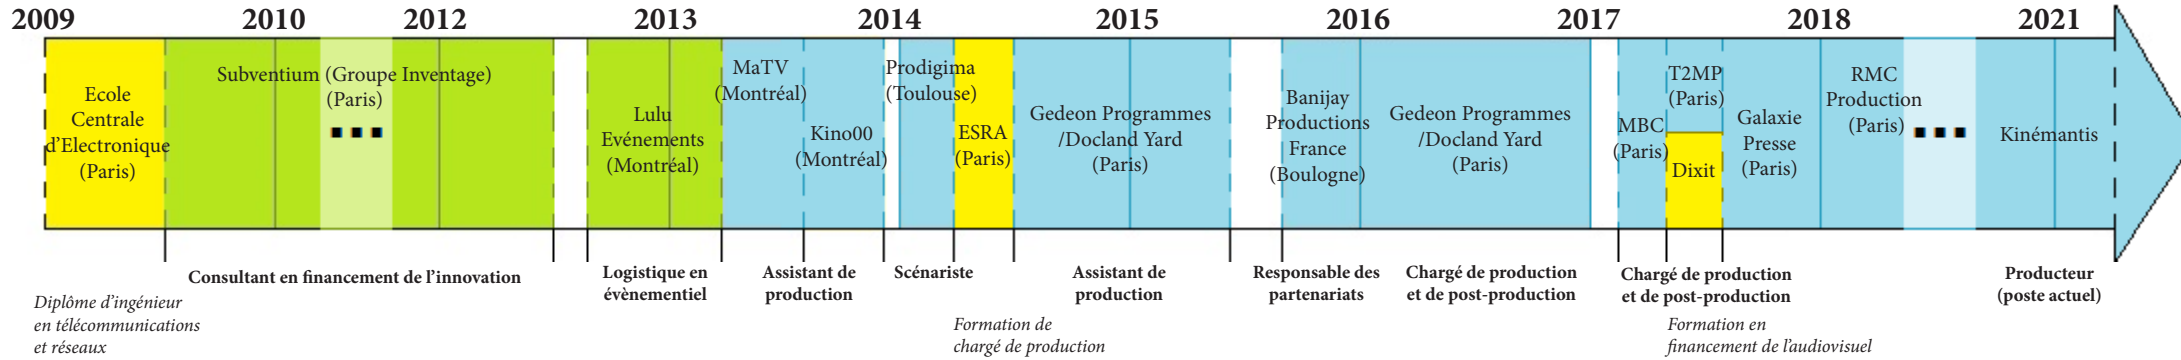 2009 2010 2012 2013 2014 2015 2016 2017 2018 2021
Ecole
Centrale
d'Electronique
(Paris)
Subventium (Groupe Inventage)
(Paris)
Lulu
Evénements
(Montréal)
MaTV
(Montréal)
Kino00
(Montréal)
Prodigima
(Toulouse)
ESRA
(Paris)
Gedeon Programmes
/Docland Yard
(Paris)
Banijay
Productions
France
(Boulogne)
Gedeon Programmes
/Docland Yard
(Paris)
MBC
(Paris)
T2MP
(Paris)
Dixit
Galaxie
Presse
(Paris)
RMC
Production
(Paris)
Kinémantis
Diplôme d'ingénieur
en télécommunications
et réseaux
Consultant en financement de l'innovation
Logistique en
évènementiel
Assistant de
production
Scénariste
Formation de
chargé de production
Assistant de
production
Responsable des
partenariats
Chargé de production
et de post-production
Chargé de production
et de post-production
Formation en
financement de l'audiovisuel
Producteur
(poste actuel)